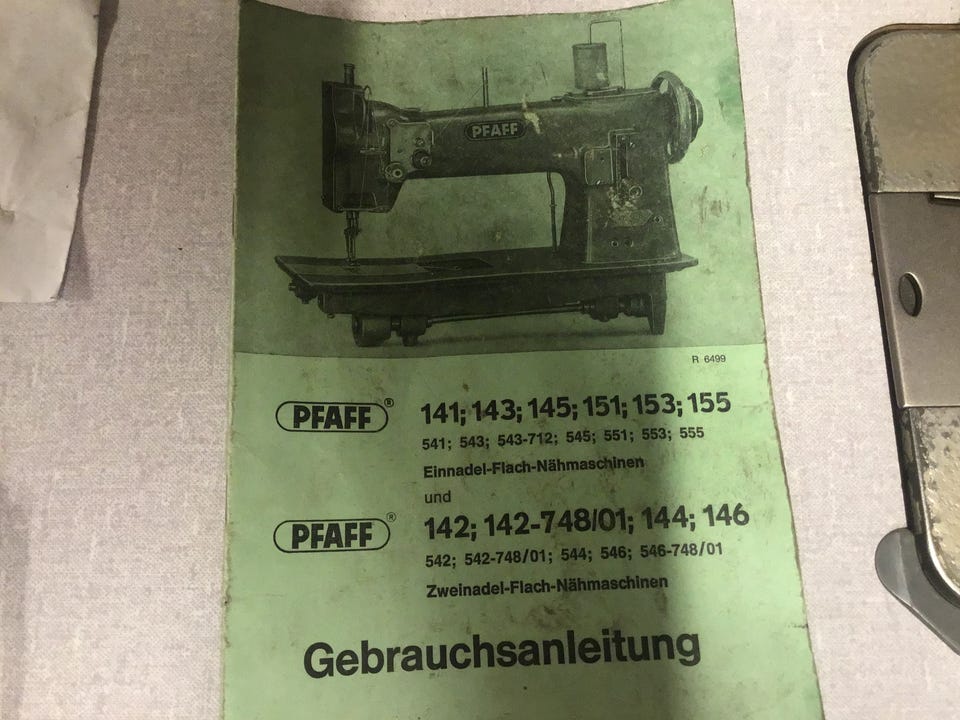 PFAFF
R 6499
PFAFF® 141; 143; 145; 151; 153; 155
541; 543; 543-712; 545; 551; 553; 555
Einnadel-Flach-Nähmaschinen
und
PFAFF® 142; 142-748/01; 144; 146
542; 542-748/01; 544; 546; 546-748/01
Zweinadel-Flach-Nähmaschinen
Gebrauchsanleitung